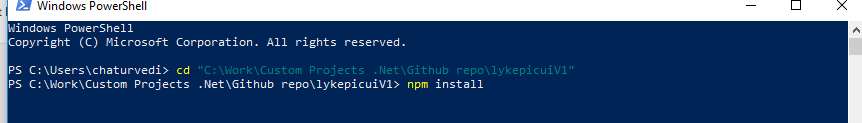 Windows PowerShell
Windows PowerShell
Copyright (C) Microsoft Corporation. All rights reserved.
PS C:\Users\chaturvedi> cd "C:\Work\Custom Projects .Net\Github repo\lykepicuiV1"
PS C:\Work\Custom Projects .Net\Github repo\lykepicuiV1> npm install